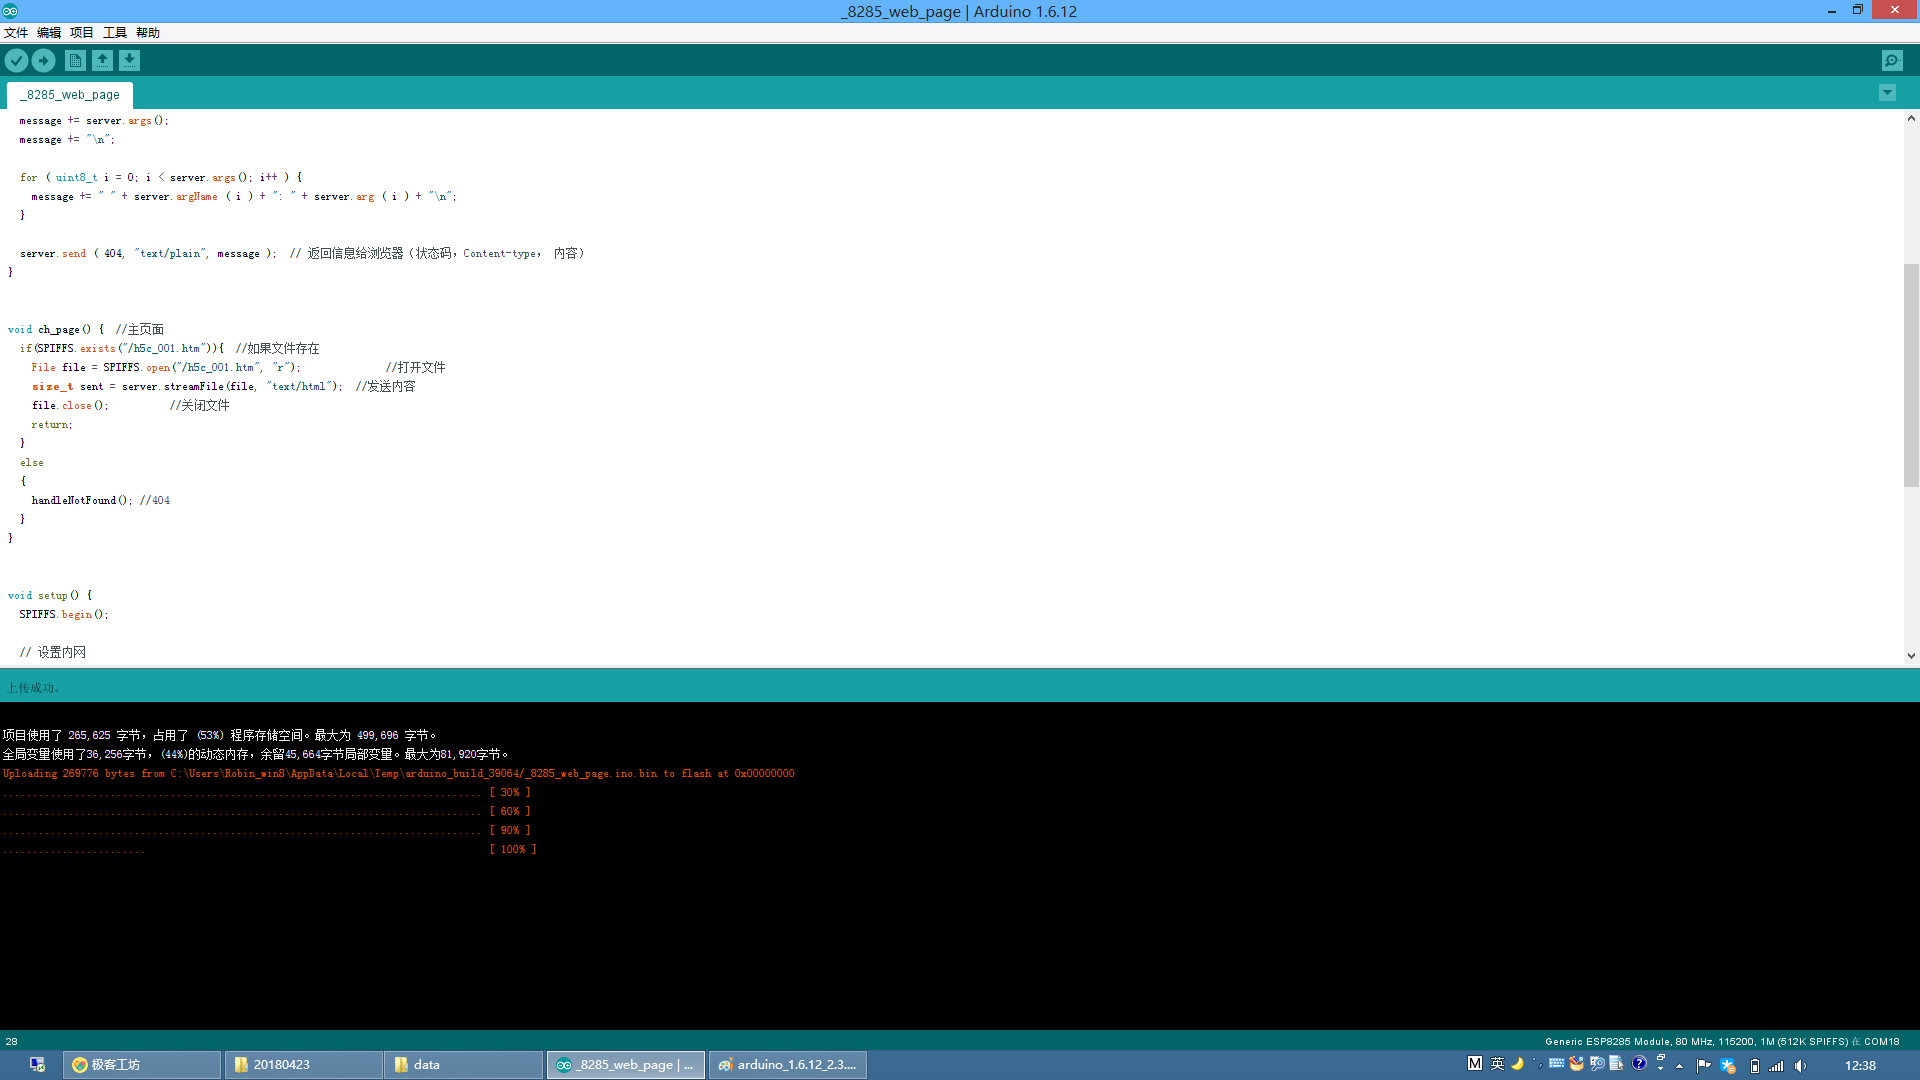 _8285_web_page | Arduino 1.6.12
文件 编辑 项目 工具 帮助
_8285_web_page
message += server.args();
message += "\n";
for ( uint8_t i = 0; i < server.args(); i++ ) {
message += " " + server.argName ( i ) + ": " + server.arg ( i ) + "\n";
}
server.send ( 404, "text/plain", message );  // 返回信息给浏览器（状态码，Content-type， 内容）
}
void ch_page() {  //主页面
if(SPIFFS.exists("/h5c_001.htm")){  //如果文件存在
File file = SPIFFS.open("/h5c_001.htm", "r");              //打开文件
size_t sent = server.streamFile(file, "text/html");  //发送内容
file.close();          //关闭文件
return;
}
else
{
handleNotFound(); //404
}
}
void setup() {
SPIFFS.begin();
// 设置内网
上传成功。
项目使用了 265,625 字节，占用了 (53%) 程序存储空间。最大为 499,696 字节。
全局变量使用了36,256字节，(44%)的动态内存，余留45,664字节局部变量。最大为81,920字节。
Uploading 269776 bytes from C:\Users\Robin_win8\AppData\Local\Temp\arduino_build_39064/_8285_web_page.ino.bin to flash at 0x00000000
................................................................................ [ 30% ]
................................................................................ [ 60% ]
................................................................................ [ 90% ]
........................                                                         [ 100% ]
28
Generic ESP8285 Module, 80 MHz, 115200, 1M (512K SPIFFS) 在 COM18
极客工坊
20180423
data
_8285_web_page | ...
arduino_1.6.12_2.3....
M 英
12:38